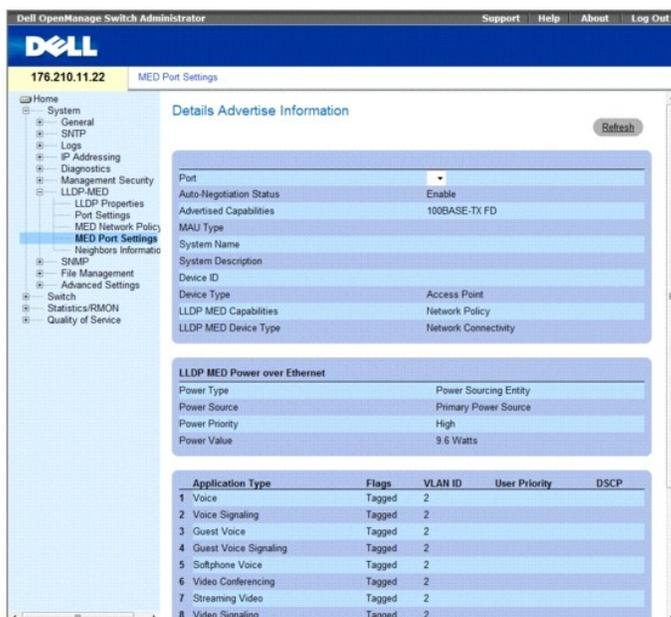 Dell OpenManage Switch Administrator Support Help About Log Out
DELL
176.210.11.22 MED Port Settings
Home
System
General
SNTP
Logs
IP Addressing
Diagnostics
Management Security
LLDP-MED
LLDP Properties
Port Settings
MED Network Policy
MED Port Settings
Neighbors Informatio
SNMP
File Management
Advanced Settings
Switch
Statistics/RMON
Quality of Service
Details Advertise Information
Refresh
Port
Auto-Negotiation Status Enable
Advertised Capabilities 100BASE-TX FD
MAU Type
System Name
System Description
Device ID
Device Type Access Point
LLDP MED Capabilities Network Policy
LLDP MED Device Type Network Connectivity
LLDP MED Power over Ethernet
Power Type Power Sourcing Entity
Power Source Primary Power Source
Power Priority High
Power Value 9.6 Watts
Application Type Flags VLAN ID User Priority DSCP
1 Voice Tagged 2
2 Voice Signaling Tagged 2
3 Guest Voice Tagged 2
4 Guest Voice Signaling Tagged 2
5 Softphone Voice Tagged 2
6 Video Conferencing Tagged 2
7 Streaming Video Tagged 2
8 Video Signaling Tagged 2